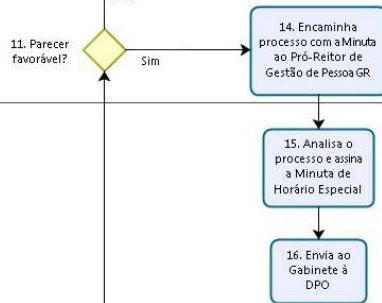 11. Parecer
favorável?
Sim
14. Encaminha
processo com a Minuta
ao Pró-Reitor de
Gestão de Pessoa GR
15. Analisa o
processo e assina
a Minuta de
Horário Especial
16. Envia ao
Gabinete à
DPO